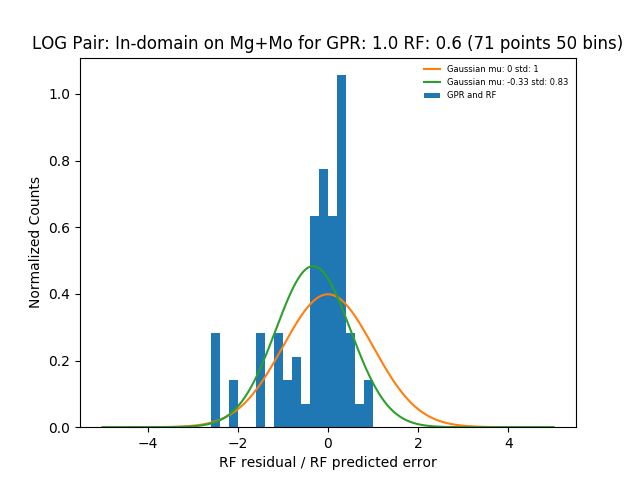 LOG Pair: In-domain on Mg+Mo for GPR: 1.0 RF: 0.6 (71 points 50 bins)
Gaussian mu: 0 std: 1
Gaussian mu: -0.33 std: 0.83
GPR and RF
Normalized Counts
1.0
0.8
0.6
0.4
0.2
0.0
−4 −2 0 2 4
RF residual / RF predicted error